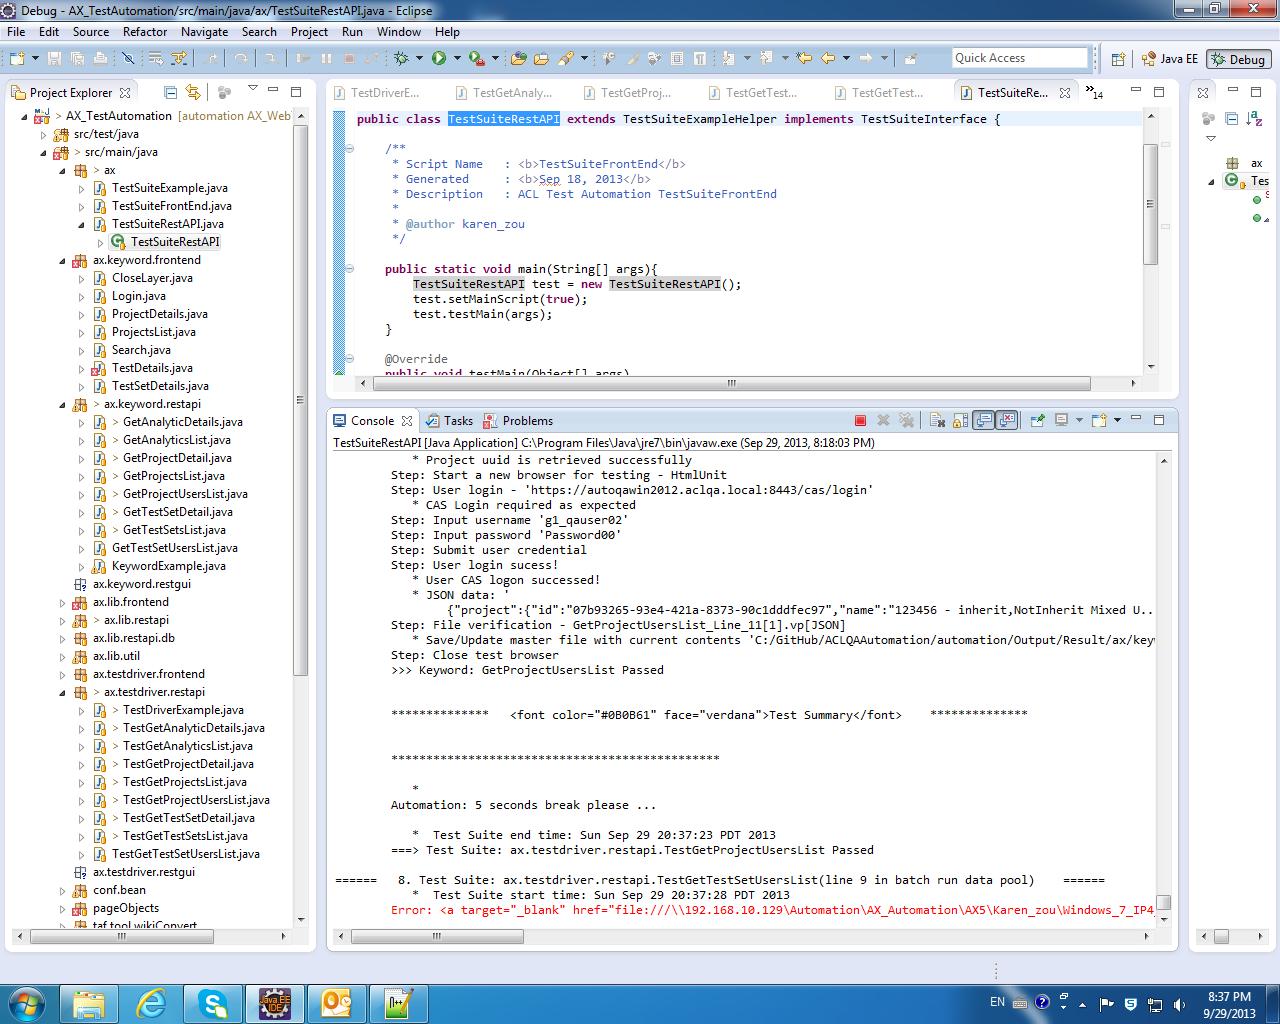 Debug - AX_TestAutomation/src/main/java/ax/TestSuiteRestAPI.java - Eclipse
File Edit Source Refactor Navigate Search Project Run Window Help
Quick Access
Java EE
Debug
Project Explorer
> AX_TestAutomation [automation AX_Web
src/test/java
> src/main/java
> ax
TestSuiteExample.java
TestSuiteFrontEnd.java
TestSuiteRestAPI.java
TestSuiteRestAPI
ax.keyword.frontend
CloseLayer.java
Login.java
ProjectDetails.java
ProjectsList.java
Search.java
TestDetails.java
TestSetDetails.java
> ax.keyword.restapi
> GetAnalyticDetails.java
> GetAnalyticsList.java
> GetProjectDetail.java
> GetProjectsList.java
> GetProjectUsersList.java
> GetTestSetDetail.java
> GetTestSetsList.java
GetTestSetUsersList.java
> KeywordExample.java
ax.keyword.restgui
ax.lib.frontend
> ax.lib.restapi
ax.lib.restapi.db
ax.lib.util
ax.testdriver.frontend
> ax.testdriver.restapi
> TestDriverExample.java
> TestGetAnalyticDetails.java
> TestGetAnalyticsList.java
> TestGetProjectDetail.java
> TestGetProjectsList.java
> TestGetProjectUsersList.java
> TestGetTestSetDetail.java
> TestGetTestSetsList.java
TestGetTestSetUsersList.java
ax.testdriver.restgui
conf.bean
pageObjects
taf.tool.wikiConvert
TestDriverE... TestGetAnaly... TestGetProj... TestGetTest... TestGetTest... TestSuiteRe... 14
public class TestSuiteRestAPI extends TestSuiteExampleHelper implements TestSuiteInterface {
/**
* Script Name : <b>TestSuiteFrontEnd</b>
* Generated : <b>Sep 18, 2013</b>
* Description : ACL Test Automation TestSuiteFrontEnd
*
* @author karen_zou
*/
public static void main(String[] args){
TestSuiteRestAPI test = new TestSuiteRestAPI();
test.setMainScript(true);
test.testMain(args);
}
@Override
public void testMain(Object[] args)
ax
Tes
Console Tasks Problems
TestSuiteRestAPI [Java Application] C:\Program Files\Java\jre7\bin\javaw.exe (Sep 29, 2013, 8:18:03 PM)
* Project uuid is retrieved successfully
Step: Start a new browser for testing - HtmlUnit
Step: User login - 'https://autoqawin2012.aclqa.local:8443/cas/login'
* CAS Login required as expected
Step: Input username 'g1_qauser02'
Step: Input password 'Password00'
Step: Submit user credential
Step: User login sucess!
* User CAS logon successed!
* JSON data: '
{"project":{"id":"07b93265-93e4-421a-8373-90c1dddfec97","name":"123456 - inherit,NotInherit Mixed U...
Step: File verification - GetProjectUsersList_Line_11[1].vp[JSON]
* Save/Update master file with current contents 'C:/GitHub/ACLQAAutomation/automation/Output/Result/ax/keyw
Step: Close test browser
>>> Keyword: GetProjectUsersList Passed
************** <font color="#0B0B61" face="verdana">Test Summary</font> **************
***********************************************
*
Automation: 5 seconds break please ...
* Test Suite end time: Sun Sep 29 20:37:23 PDT 2013
===> Test Suite: ax.testdriver.restapi.TestGetProjectUsersList Passed
====== 8. Test Suite: ax.testdriver.restapi.TestGetTestSetUsersList(line 9 in batch run data pool) ======
* Test Suite start time: Sun Sep 29 20:37:28 PDT 2013
Error: <a target="_blank" href="file:///\\192.168.10.129\Automation\AX_Automation\AX5\Karen_zou\Windows_7_IP4_
EN
8:37 PM
9/29/2013